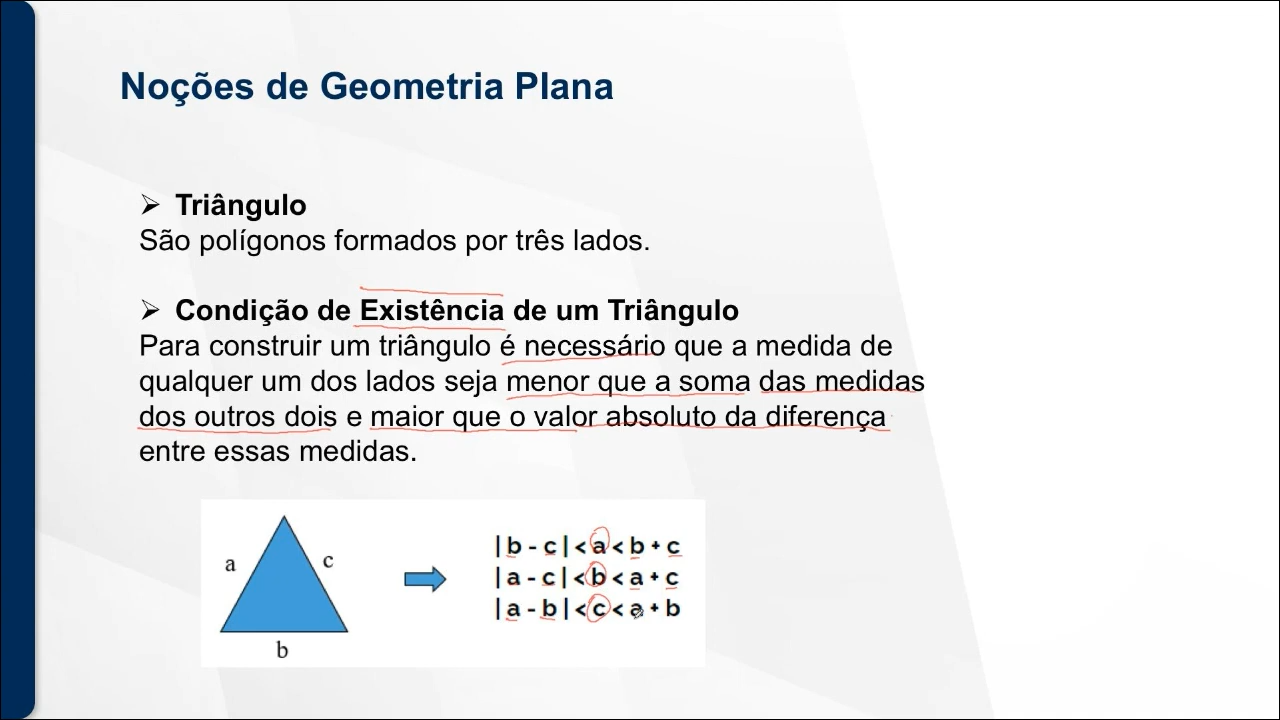 Noções de Geometria Plana
➢ Triângulo
São polígonos formados por três lados.
➢ Condição de Existência de um Triângulo
Para construir um triângulo é necessário que a medida de
qualquer um dos lados seja menor que a soma das medidas
dos outros dois e maior que o valor absoluto da diferença
entre essas medidas.
a
c
b
|b - c| < a < b + c
|a - c| < b < a + c
|a - b| < c < a + b